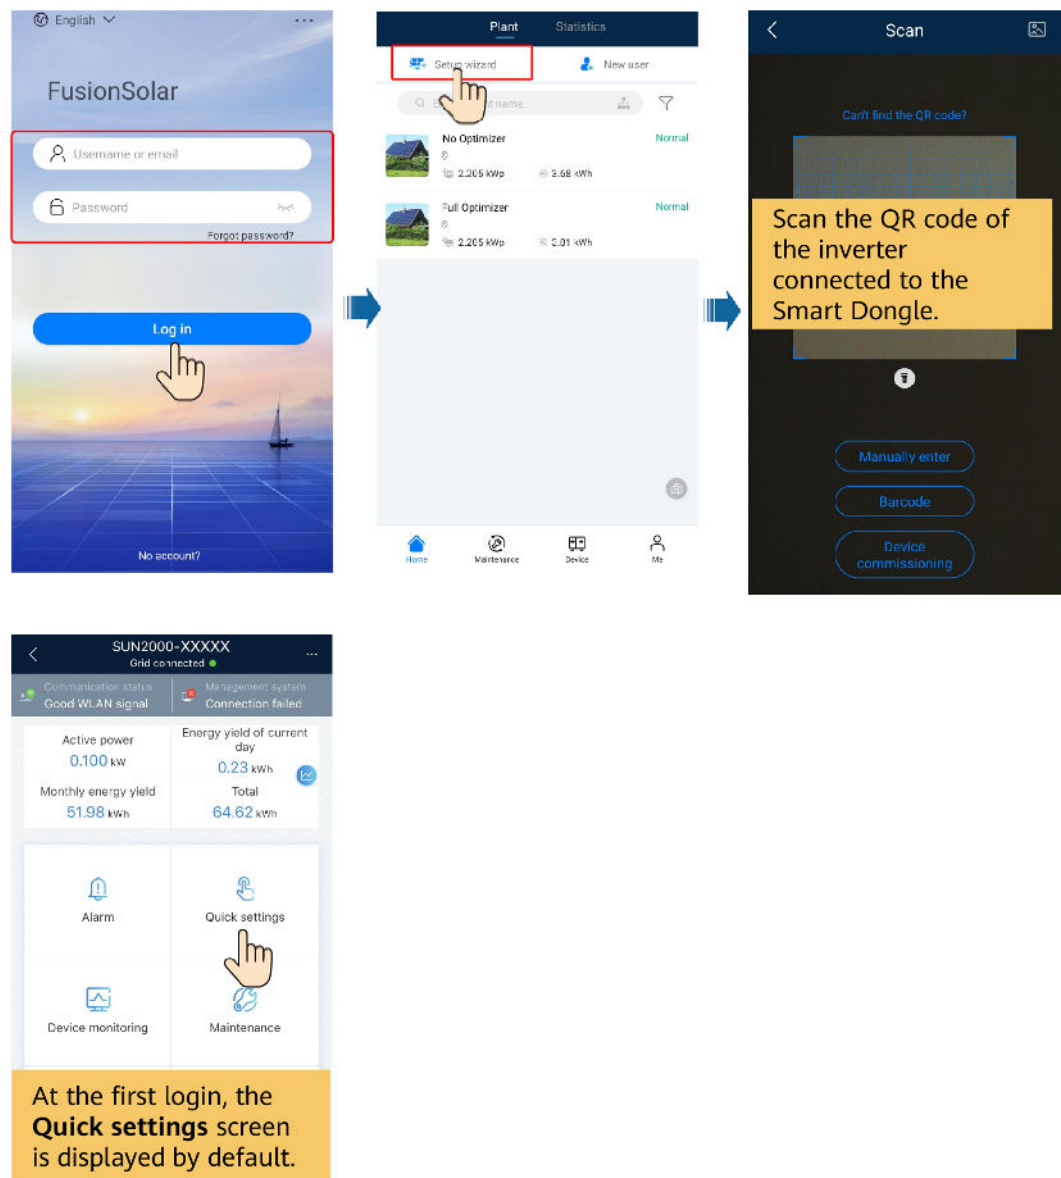 English
...
FusionSolar
Username or email
Password
Forgot password?
Log in
No account?
Plant Statistics
Setup wizard New user
No Optimizer Normal
2.205 kWp 3.68 kWh
Full Optimizer Normal
2.205 kWp 3.01 kWh
Home Maintenance Device Me
Scan
Can't find the QR code?
Scan the QR code of
the inverter
connected to the
Smart Dongle.
Manually enter
Barcode
Device
commissioning
SUN2000-XXXXX
Grid connected
...
Communication status
Good WLAN signal
Management system
Connection failed
Active power
0.100 kW
Energy yield of current
day
0.23 kWh
Monthly energy yield
51.98 kWh
Total
64.62 kWh
Alarm
Quick settings
Device monitoring
Maintenance
At the first login, the
Quick settings screen
is displayed by default.